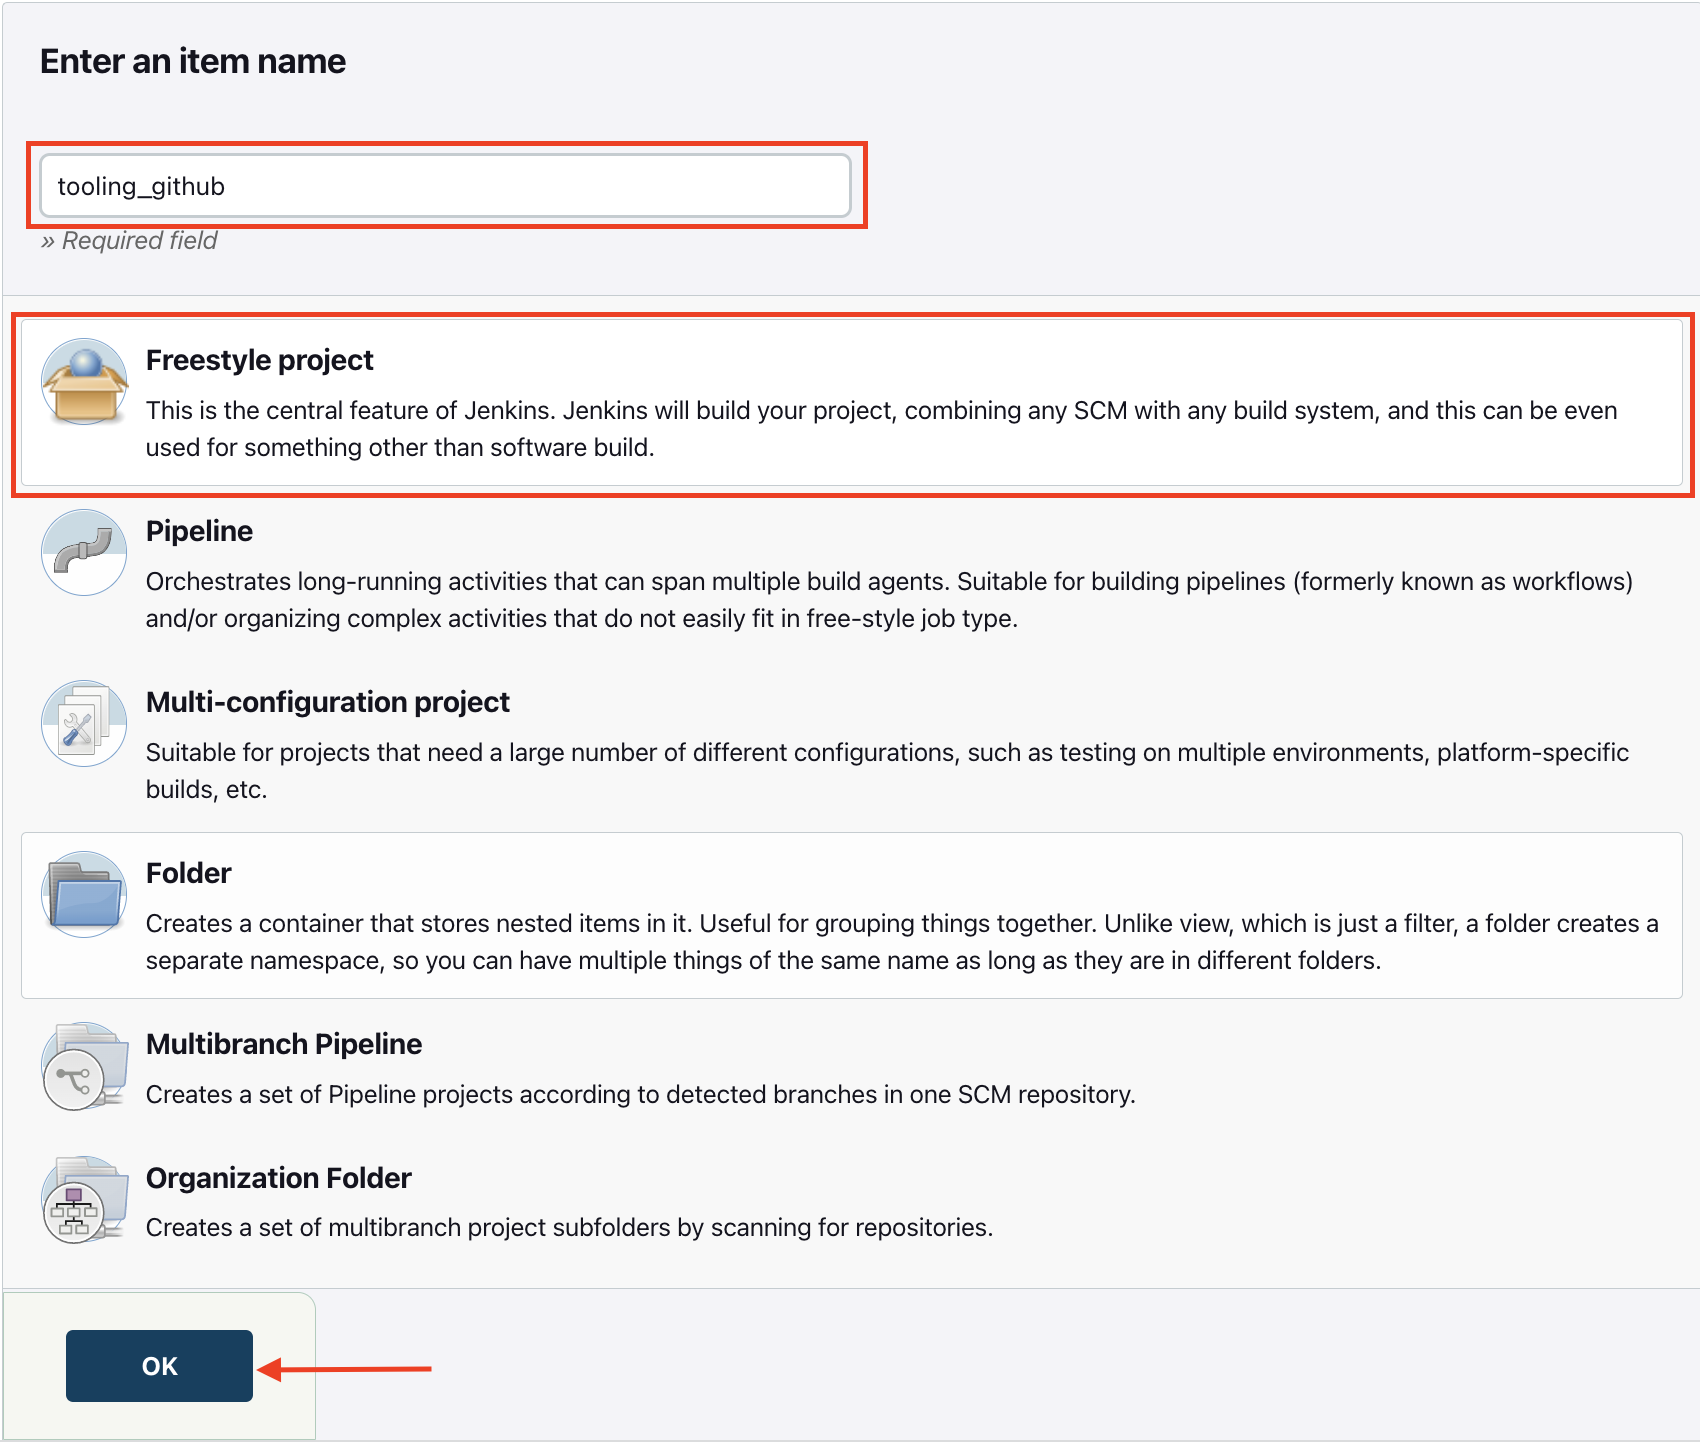 Enter an item name
tooling_github
» Required field
Freestyle project
This is the central feature of Jenkins. Jenkins will build your project, combining any SCM with any build system, and this can be even
used for something other than software build.
Pipeline
Orchestrates long-running activities that can span multiple build agents. Suitable for building pipelines (formerly known as workflows)
and/or organizing complex activities that do not easily fit in free-style job type.
Multi-configuration project
Suitable for projects that need a large number of different configurations, such as testing on multiple environments, platform-specific
builds, etc.
Folder
Creates a container that stores nested items in it. Useful for grouping things together. Unlike view, which is just a filter, a folder creates a
separate namespace, so you can have multiple things of the same name as long as they are in different folders.
Multibranch Pipeline
Creates a set of Pipeline projects according to detected branches in one SCM repository.
Organization Folder
Creates a set of multibranch project subfolders by scanning for repositories.
OK